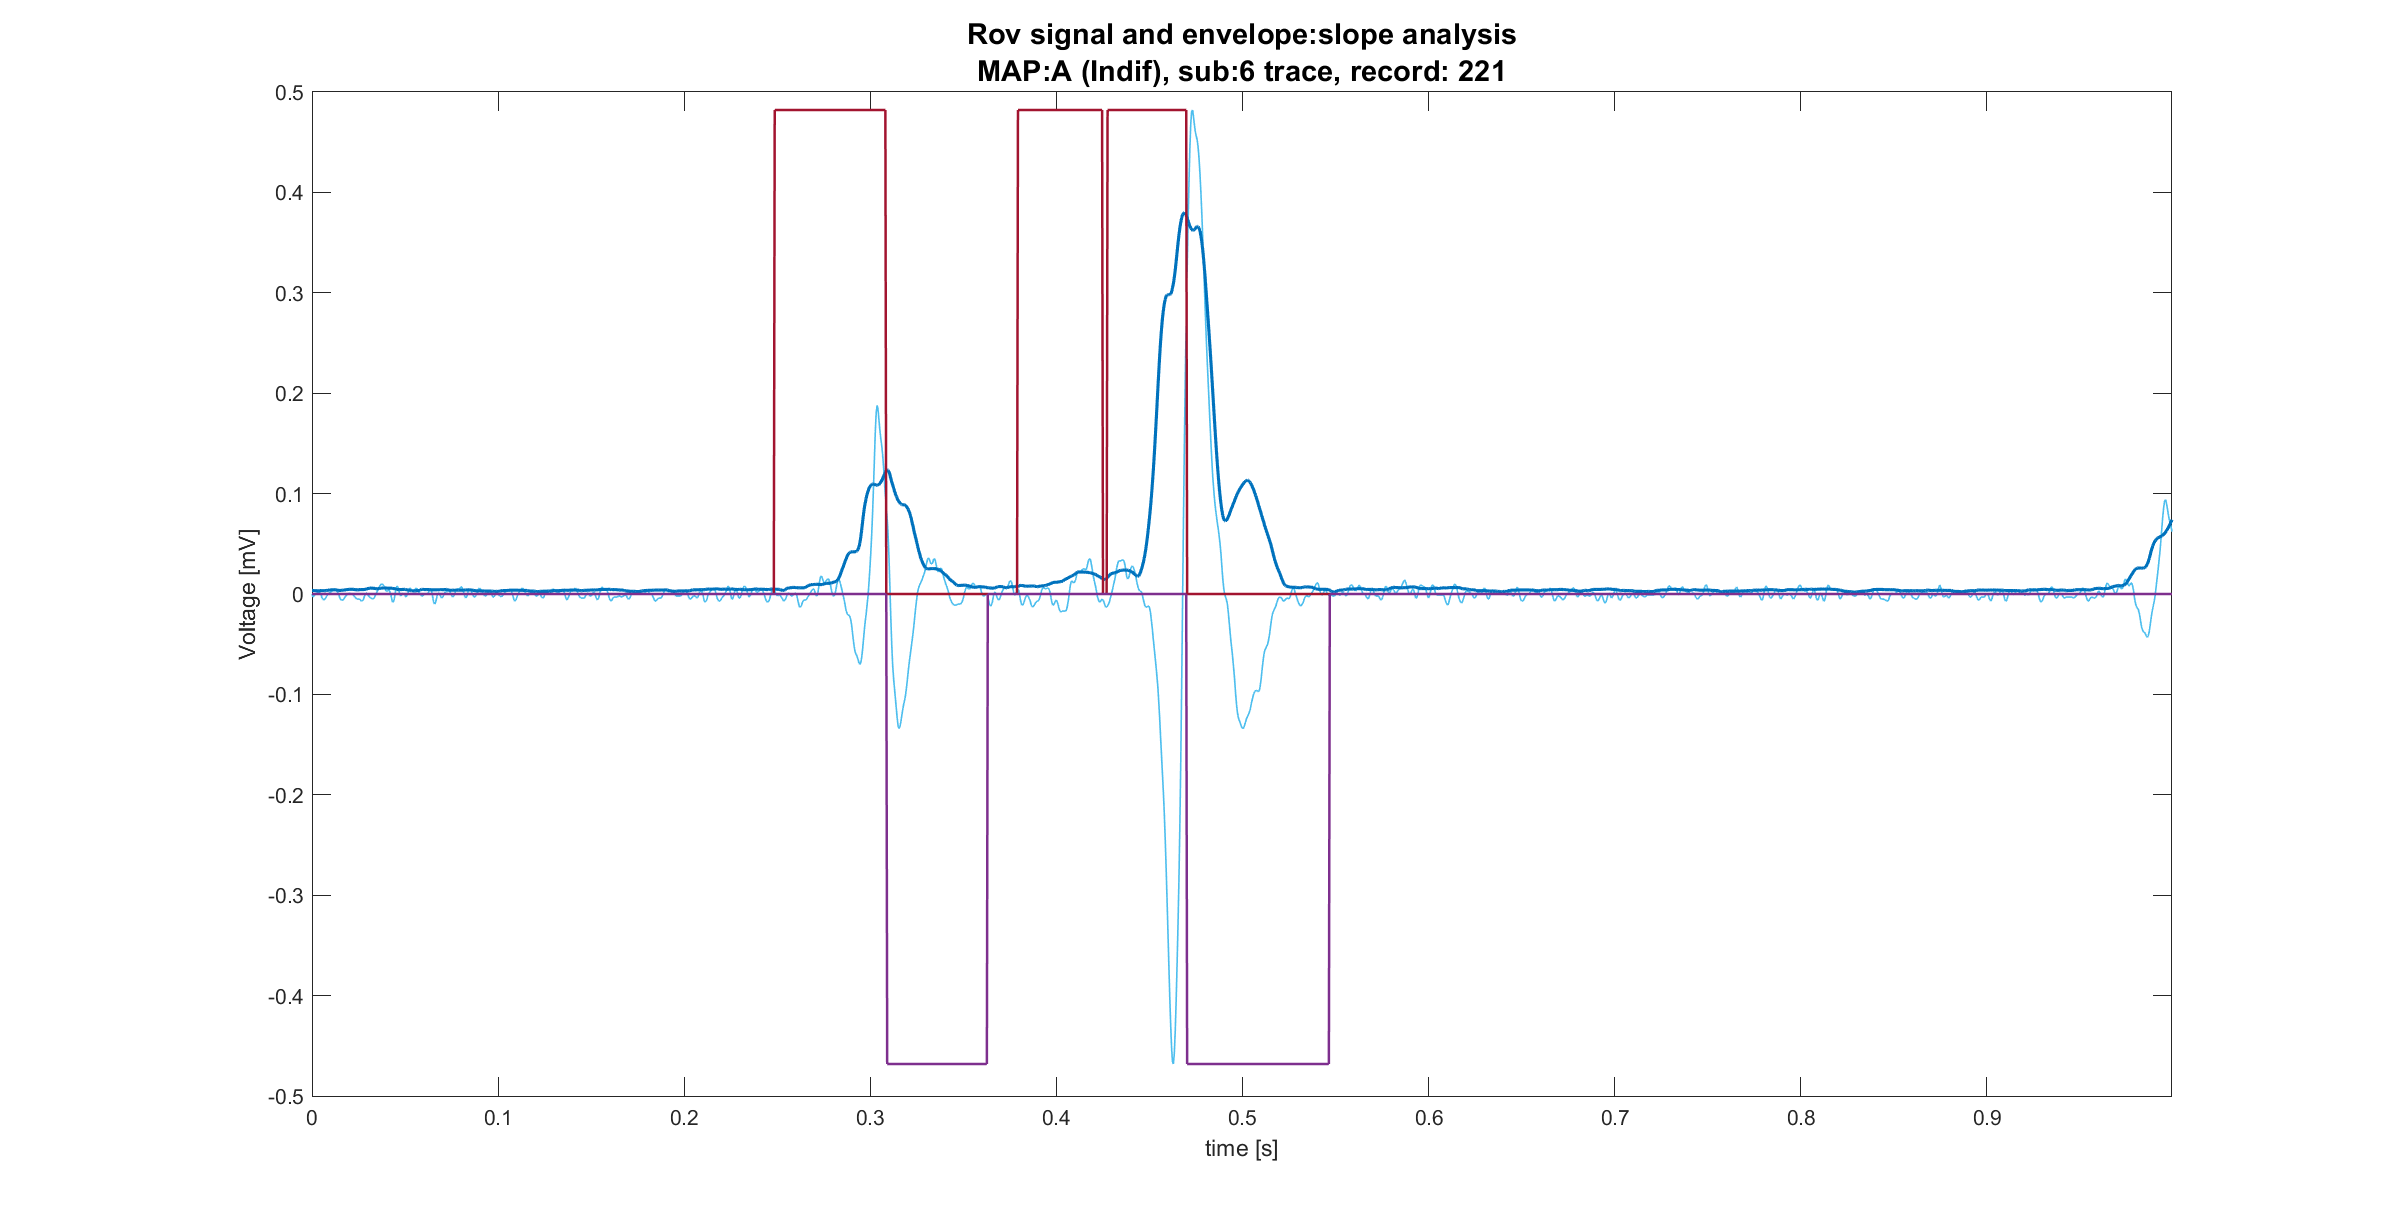 Rov signal and envelope:slope analysis
MAP:A (Indif), sub:6 trace, record: 221
0.5
0.4
0.3
0.2
0.1
0
-0.1
-0.2
-0.3
-0.4
-0.5
Voltage [mV]
0 0.1 0.2 0.3 0.4 0.5 0.6 0.7 0.8 0.9
time [s]